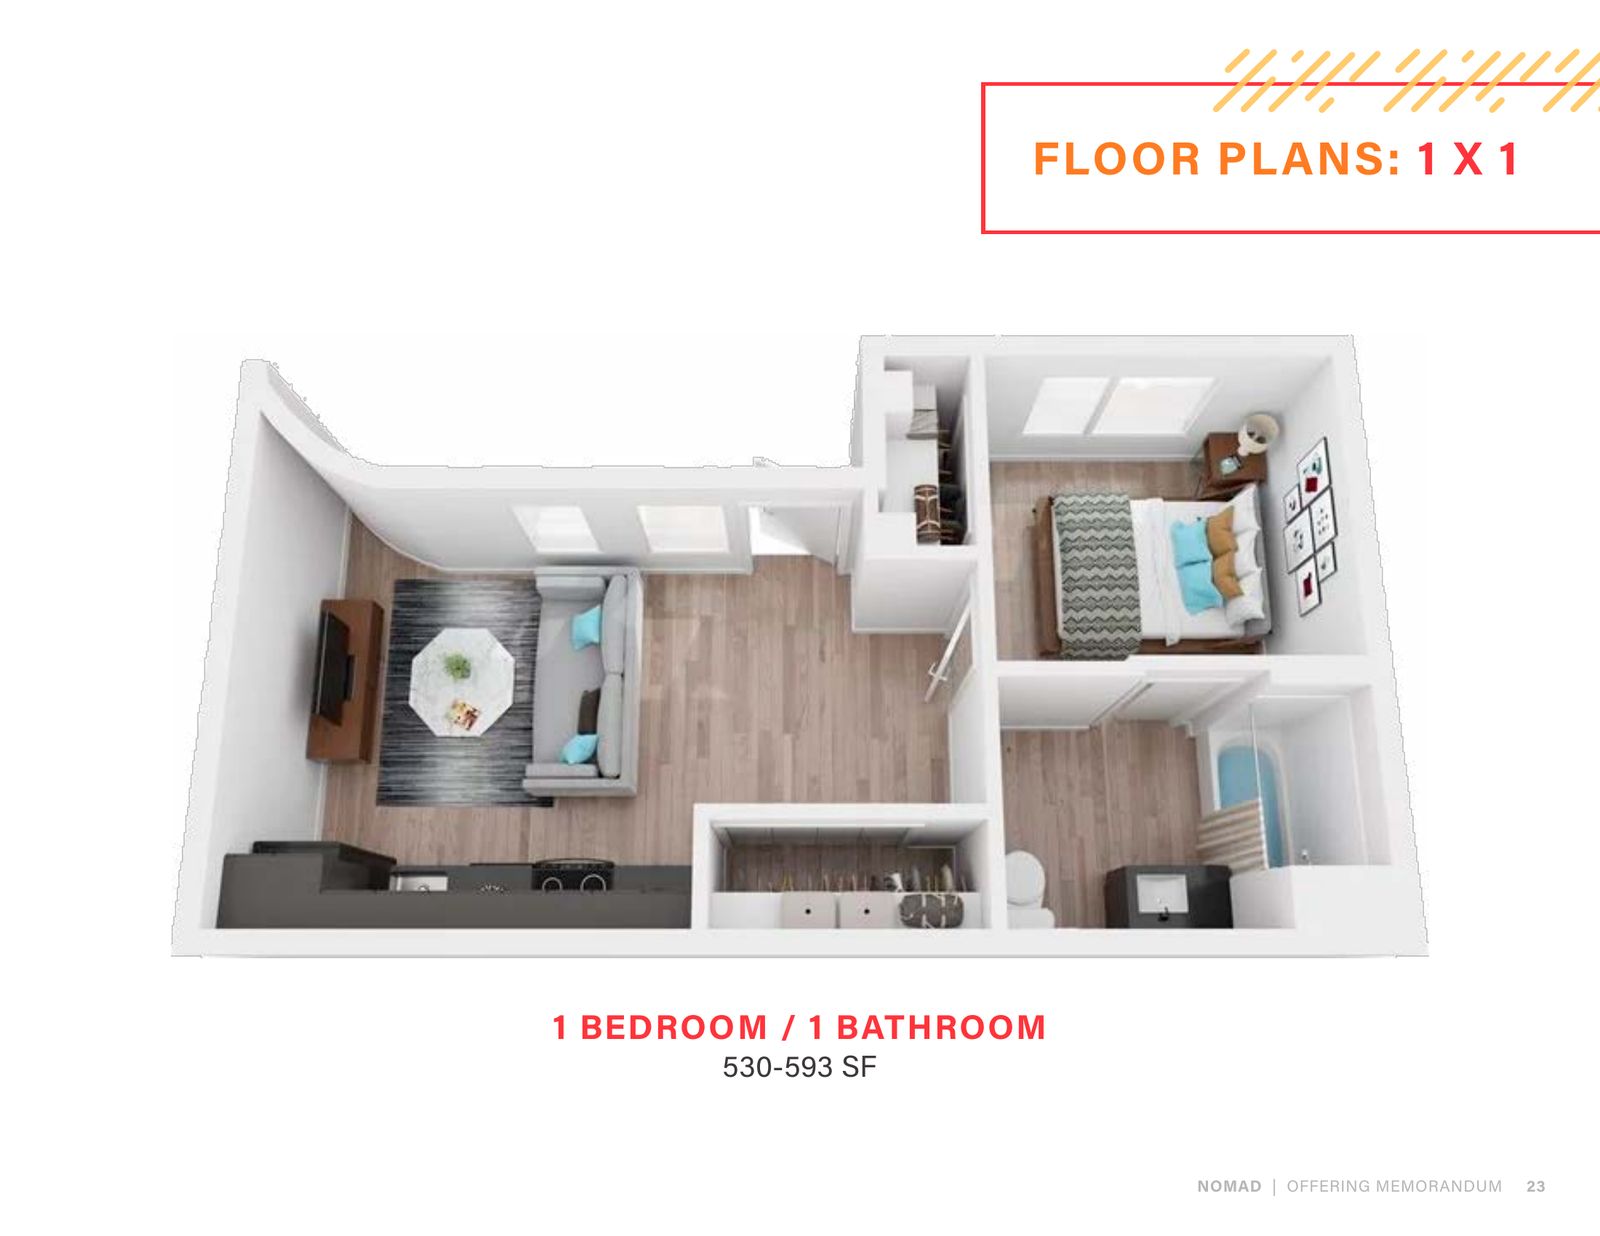 FLOOR PLANS: 1 X 1
1 BEDROOM / 1 BATHROOM
530-593 SF
NOMAD | OFFERING MEMORANDUM 23